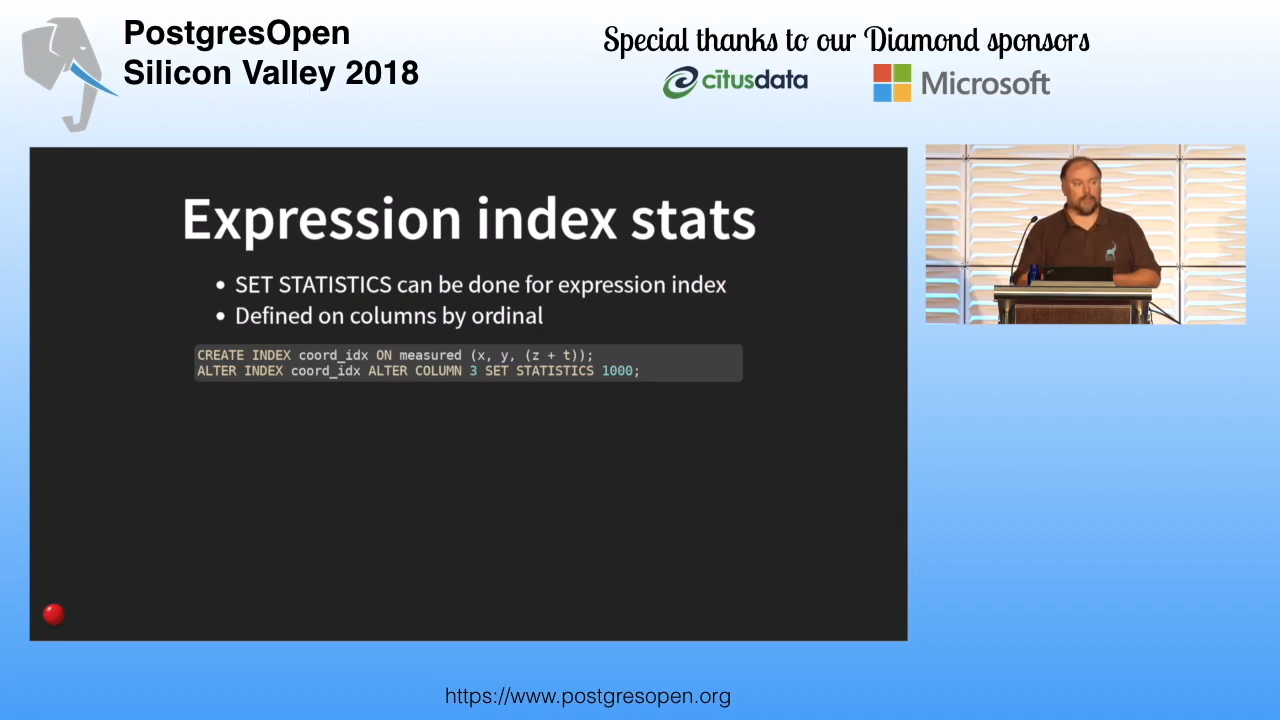 PostgresOpen
Silicon Valley 2018
Special thanks to our Diamond sponsors
citusdata
Microsoft
Expression index stats
• SET STATISTICS can be done for expression index
• Defined on columns by ordinal
CREATE INDEX coord_idx ON measured (x, y, (z + t));
ALTER INDEX coord_idx ALTER COLUMN 3 SET STATISTICS 1000;
https://www.postgresopen.org